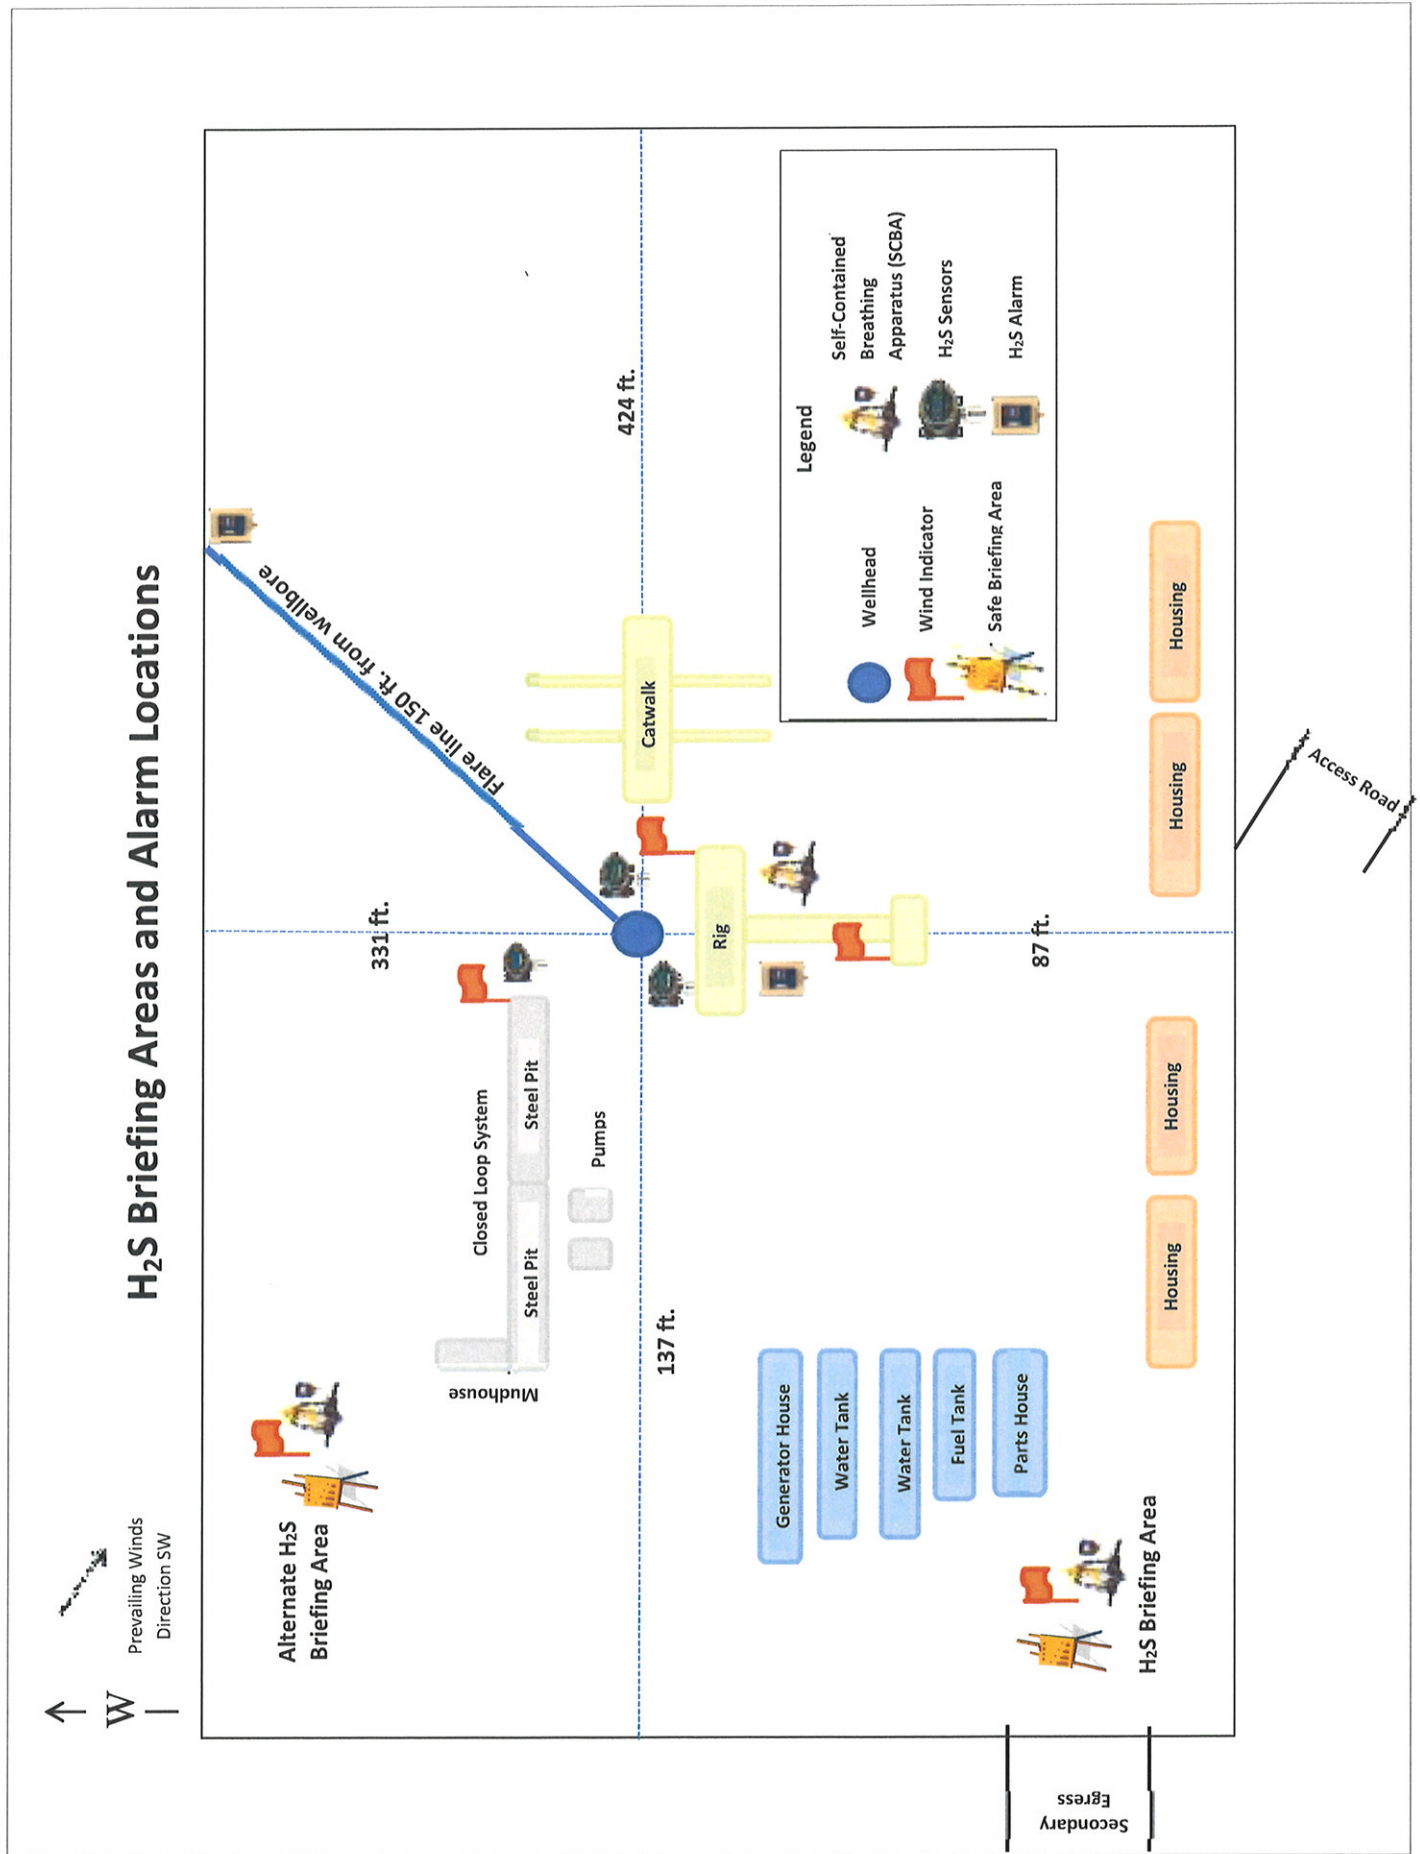 H₂S Briefing Areas and Alarm Locations
W
Prevailing Winds
Direction SW
Alternate H₂S
Briefing Area
Mudhouse
Closed Loop System
Steel Pit
Steel Pit
Pumps
331 ft.
Flare line 150 ft. from wellbore
137 ft.
424 ft.
Catwalk
Rig
87 ft.
Generator House
Water Tank
Water Tank
Fuel Tank
Parts House
H₂S Briefing Area
Housing
Housing
Housing
Housing
Legend
Wellhead
Wind Indicator
Safe Briefing Area
Self-Contained
Breathing
Apparatus (SCBA)
H₂S Sensors
H₂S Alarm
Secondary
Egress
Access Road